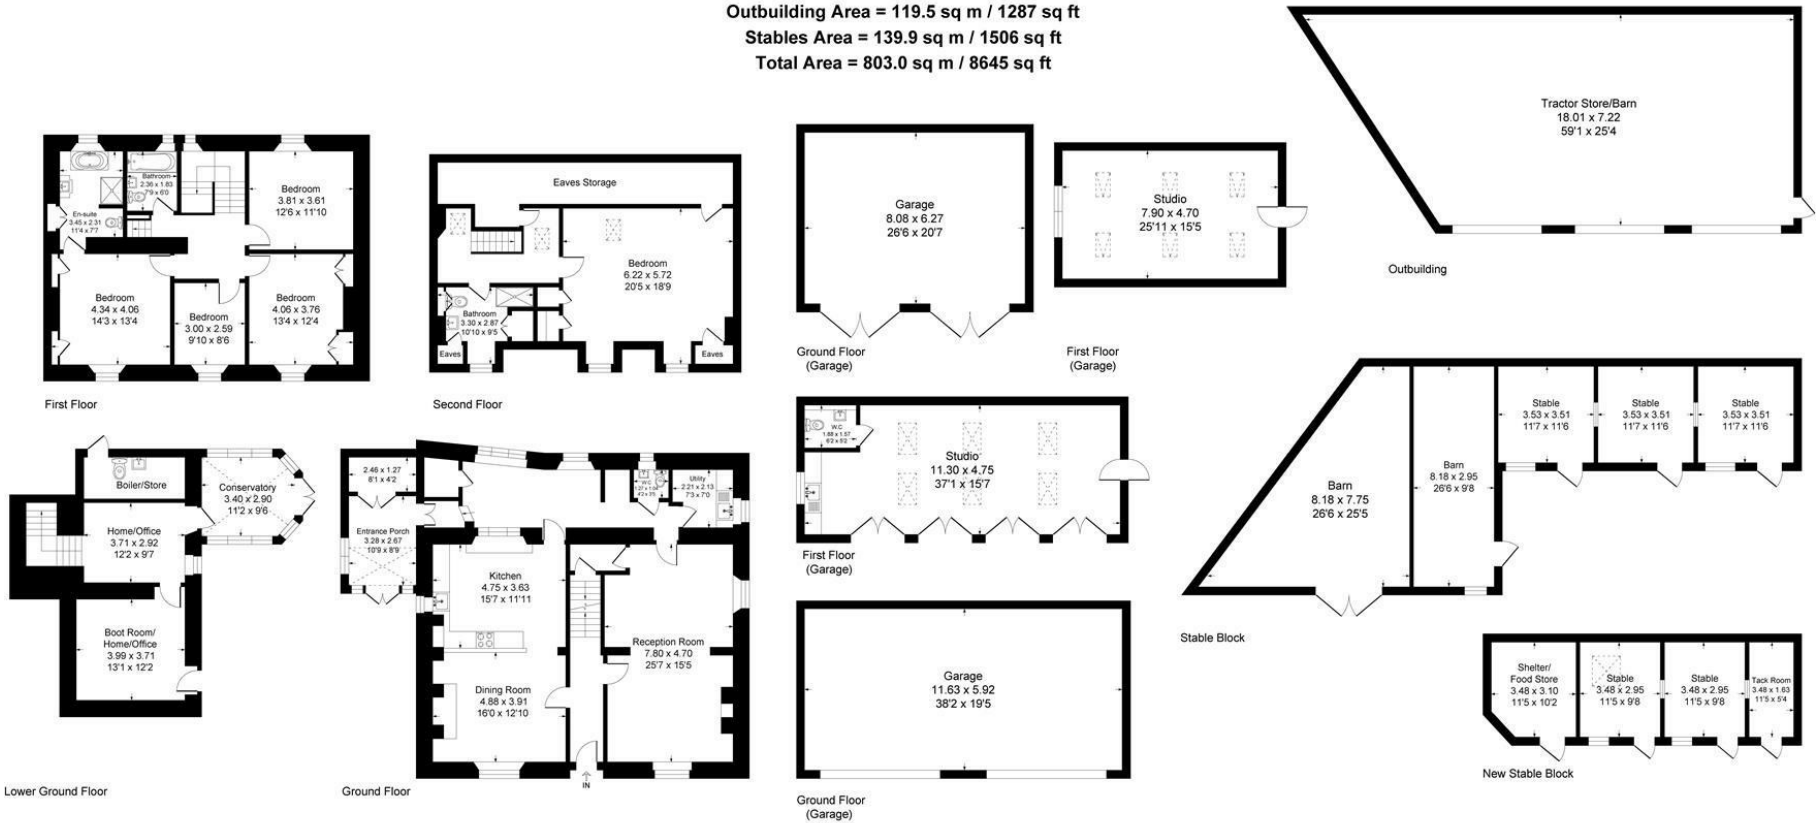 Outbuilding Area = 119.5 sq m / 1287 sq ft
Stables Area = 139.9 sq m / 1506 sq ft
Total Area = 803.0 sq m / 8645 sq ft
En-suite
3.45 x 2.31
11'4 x 7'7
Bathroom
2.36 x 1.83
7'9 x 6'0
Bedroom
3.81 x 3.61
12'6 x 11'10
Bedroom
4.34 x 4.06
14'3 x 13'4
Bedroom
3.00 x 2.59
9'10 x 8'6
Bedroom
4.06 x 3.76
13'4 x 12'4
First Floor
Eaves Storage
Bedroom
6.22 x 5.72
20'5 x 18'9
Bathroom
3.30 x 2.87
10'10 x 9'5
Eaves
Eaves
Second Floor
Garage
8.08 x 6.27
26'6 x 20'7
Ground Floor
(Garage)
Studio
7.90 x 4.70
25'11 x 15'5
First Floor
(Garage)
Tractor Store/Barn
18.01 x 7.22
59'1 x 25'4
Outbuilding
Boiler/Store
Conservatory
3.40 x 2.90
11'2 x 9'6
Home/Office
3.71 x 2.92
12'2 x 9'7
Boot Room/
Home/Office
3.99 x 3.71
13'1 x 12'2
Lower Ground Floor
2.46 x 1.27
8'1 x 4'2
Entrance Porch
3.28 x 2.67
10'9 x 8'9
W.C
Utility
2.21 x 2.13
7'3 x 7'0
Kitchen
4.75 x 3.63
15'7 x 11'11
Reception Room
7.80 x 4.70
25'7 x 15'5
Dining Room
4.88 x 3.91
16'0 x 12'10
IN
Ground Floor
W.C
1.88 x 1.57
6'2 x 5'2
Studio
11.30 x 4.75
37'1 x 15'7
First Floor
(Garage)
Garage
11.63 x 5.92
38'2 x 19'5
Ground Floor
(Garage)
Barn
8.18 x 7.75
26'6 x 25'5
Barn
8.18 x 2.95
26'6 x 9'8
Stable
3.53 x 3.51
11'7 x 11'6
Stable
3.53 x 3.51
11'7 x 11'6
Stable
3.53 x 3.51
11'7 x 11'6
Stable Block
Shelter/
Food Store
3.48 x 3.10
11'5 x 10'2
Stable
3.48 x 2.95
11'5 x 9'8
Stable
3.48 x 2.95
11'5 x 9'8
Tack Room
3.48 x 1.63
11'5 x 5'4
New Stable Block